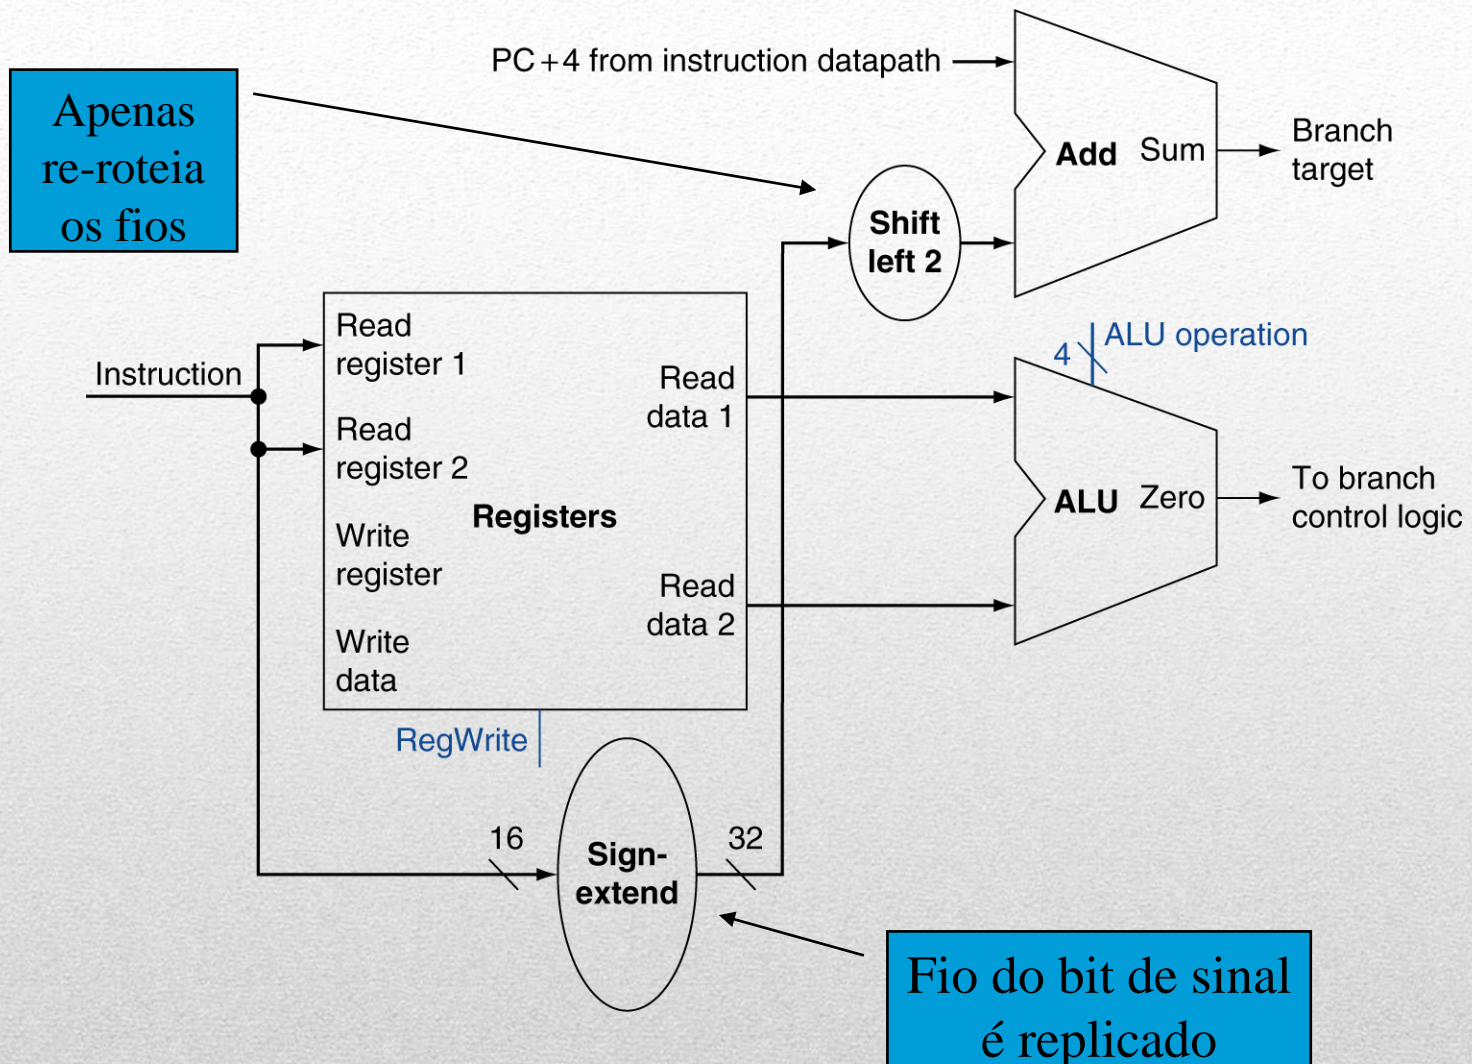 PC+4 from instruction datapath
Apenas
re-roteia
os fios
Add Sum
Branch
target
Shift
left 2
ALU operation
4
Instruction
Read
register 1
Read
data 1
Read
register 2
Registers
ALU Zero
To branch
control logic
Write
register
Read
data 2
Write
data
RegWrite
16
32
Sign-
extend
Fio do bit de sinal
é replicado